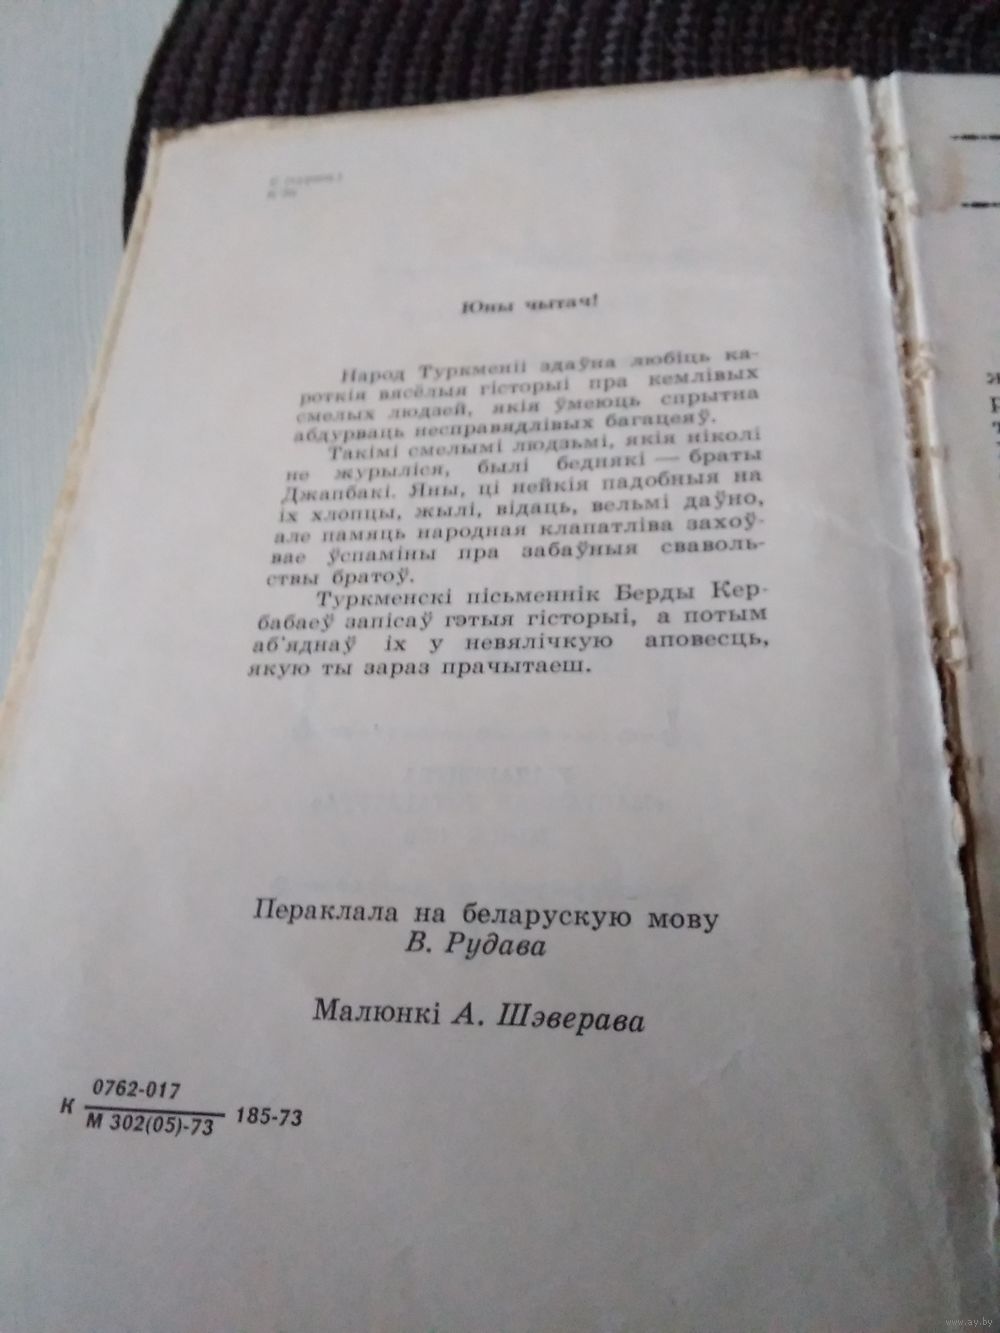 Юны чытач!
Народ Туркменіі здаўна любіць ка-
роткія вясёлыя гісторыі пра кемлівых
смелых людзей, якія ўмеюць спрытна
абдурваць несправядлівых багацеяў.
Такімі смелымі людзьмі, якія ніколі
не журыліся, былі беднякі — браты
Джапбакі. Яны, ці нейкія падобныя на
іх хлопцы, жылі, відаць, вельмі даўно,
але памяць народная клапатліва захоў-
вае ўспаміны пра забаўныя свавол­ь-
ствы братоў.
Туркменскі пісьменнік Берды Кер-
бабаеў запісаў гэтыя гісторыі, а потым
аб'яднаў іх у невялічкую аповесць,
якую ты зараз прачытаеш.
Пераклала на беларускую мову
В. Рудава
Малюнкі А. Шэверава
К 0762-017
М 302(05)-73 185-73
www.ay.by